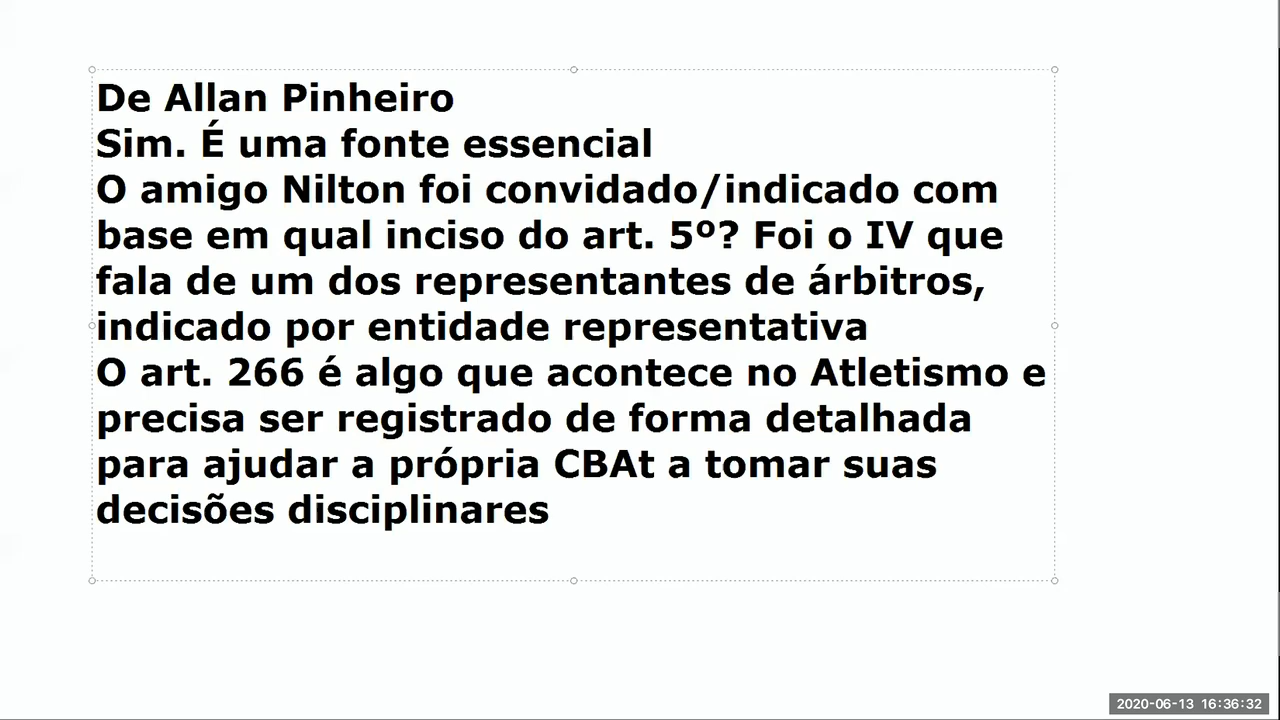 De Allan Pinheiro
Sim. É uma fonte essencial
O amigo Nilton foi convidado/indicado com
base em qual inciso do art. 5º? Foi o IV que
fala de um dos representantes de árbitros,
indicado por entidade representativa
O art. 266 é algo que acontece no Atletismo e
precisa ser registrado de forma detalhada
para ajudar a própria CBAt a tomar suas
decisões disciplinares
2020-06-13 16:36:32